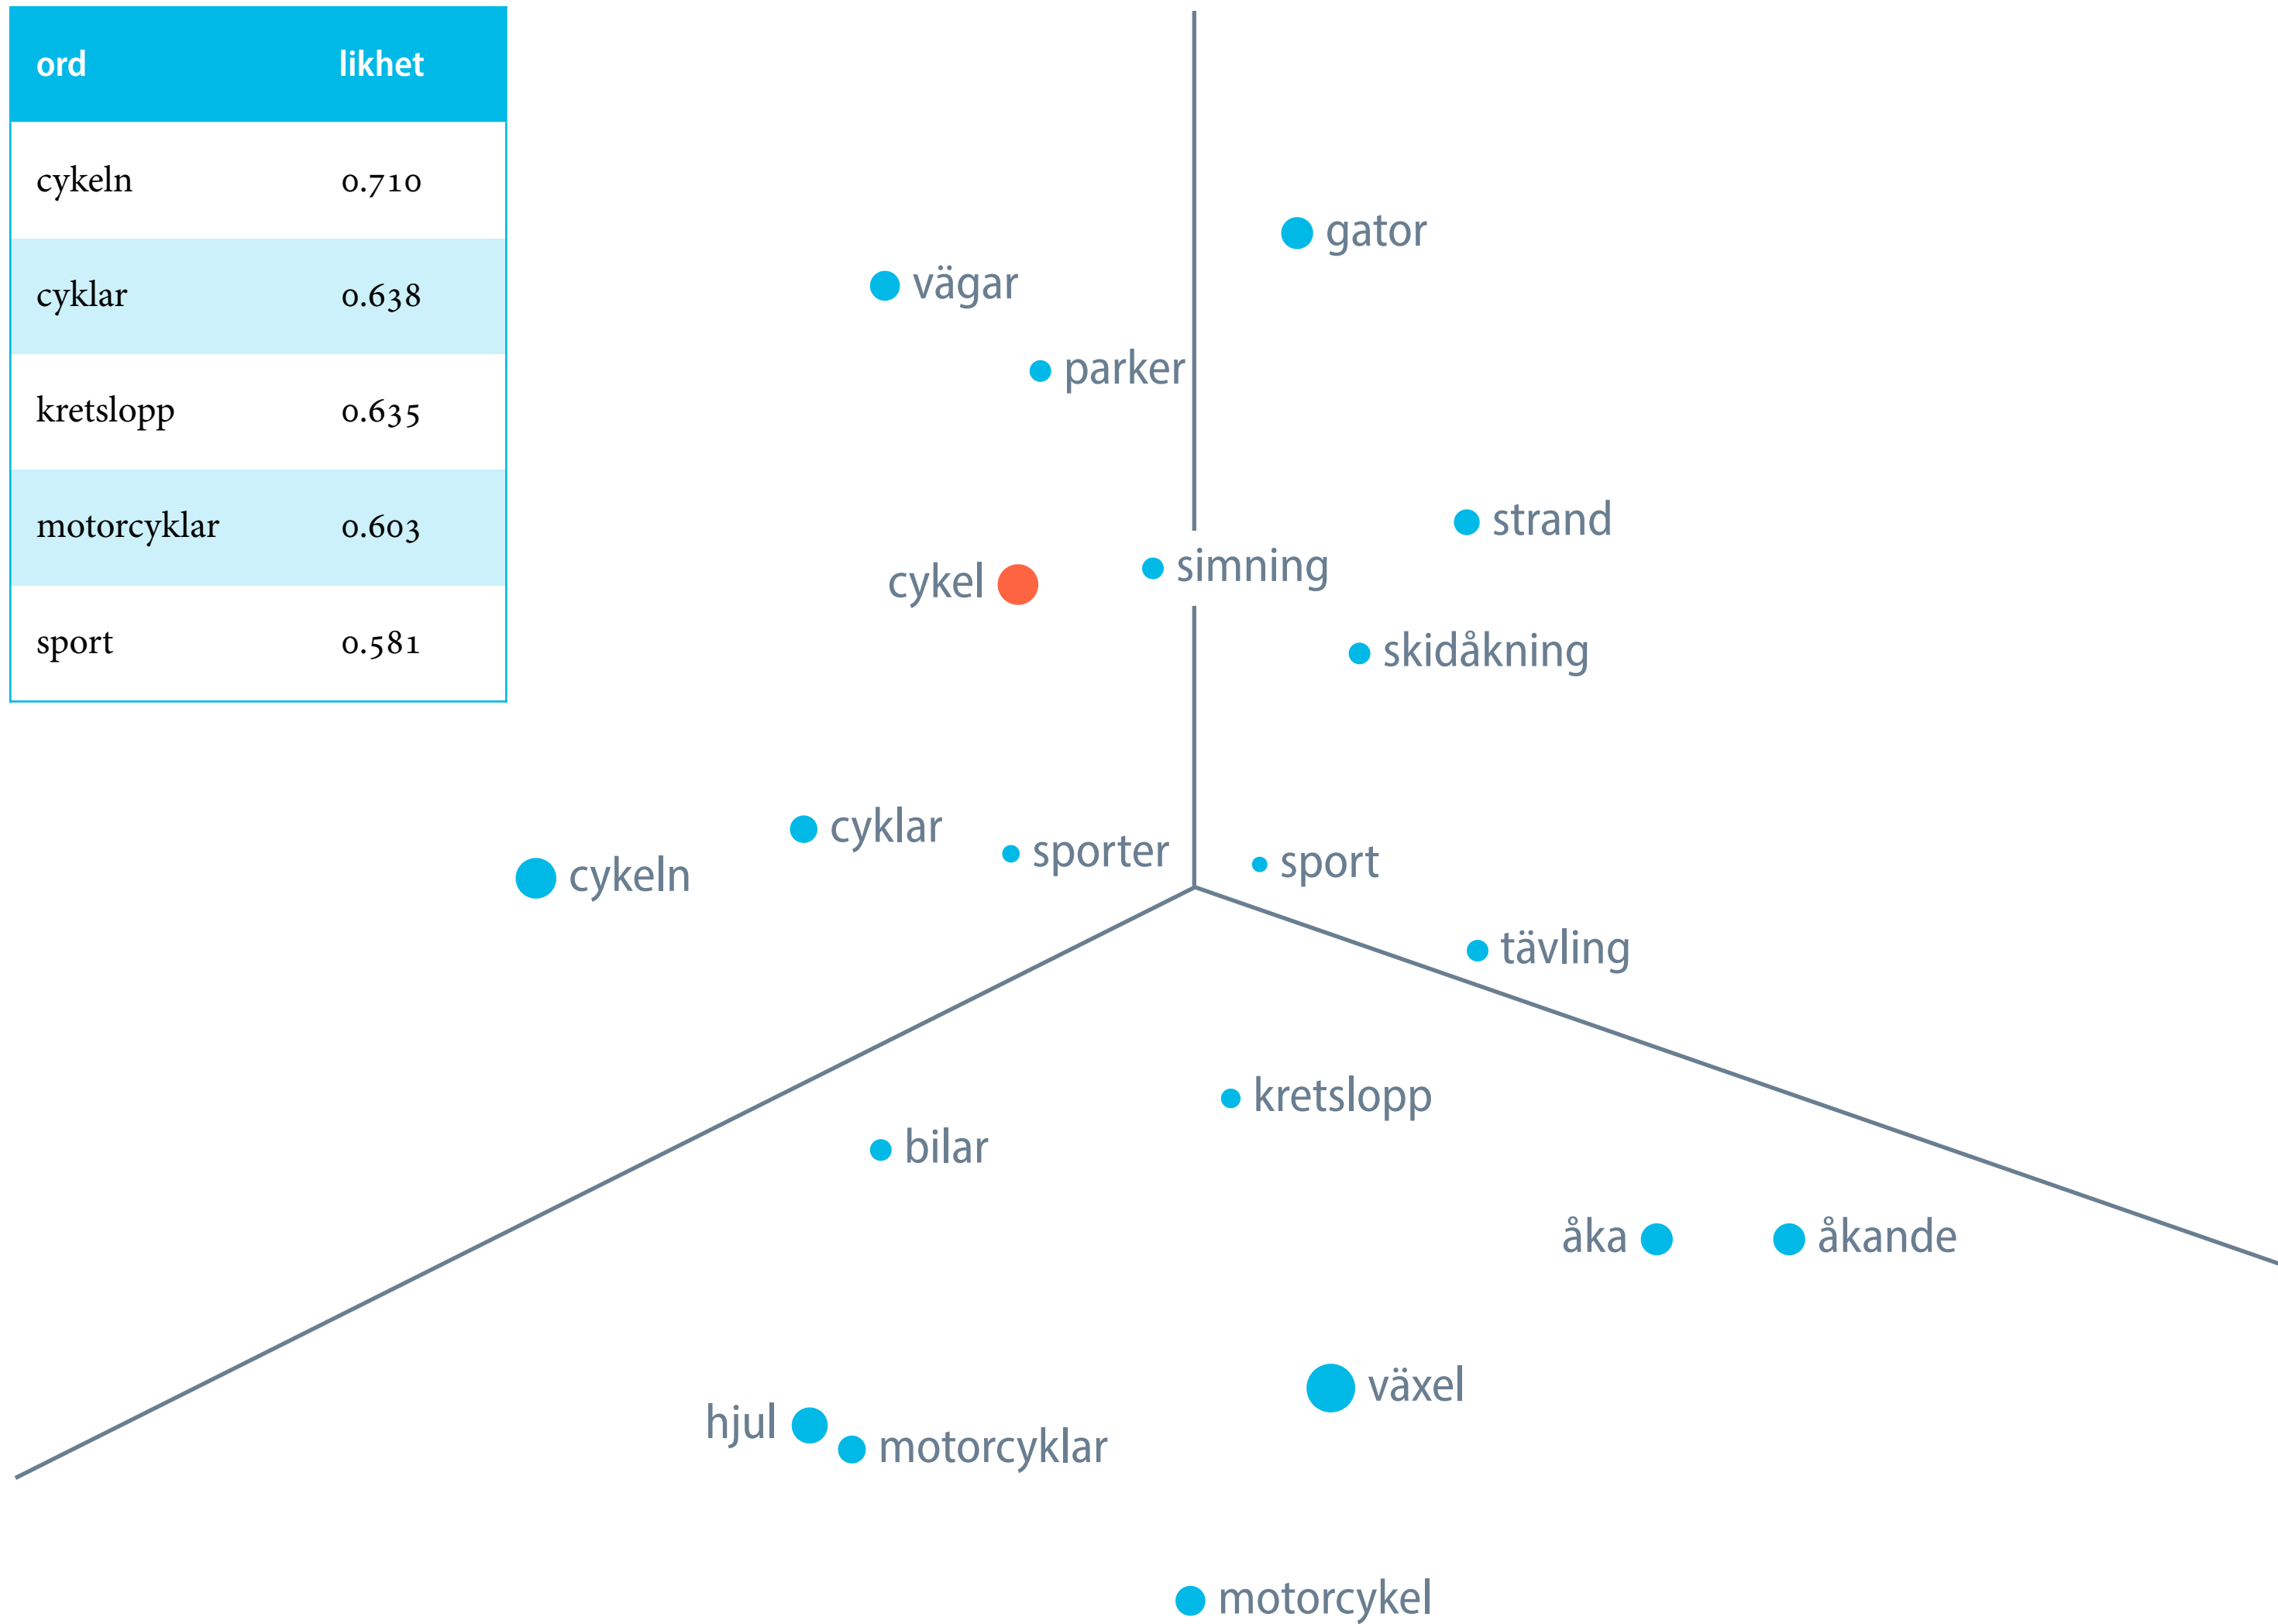 ord likhet
cykeln 0.710
cyklar 0.638
kretslopp 0.635
motorcyklar 0.603
sport 0.581
gator
vägar
parker
strand
simning
cykel
skidåkning
cyklar
sporter
sport
cykeln
tävling
kretslopp
bilar
åka
åkande
växel
hjul
motorcyklar
motorcykel